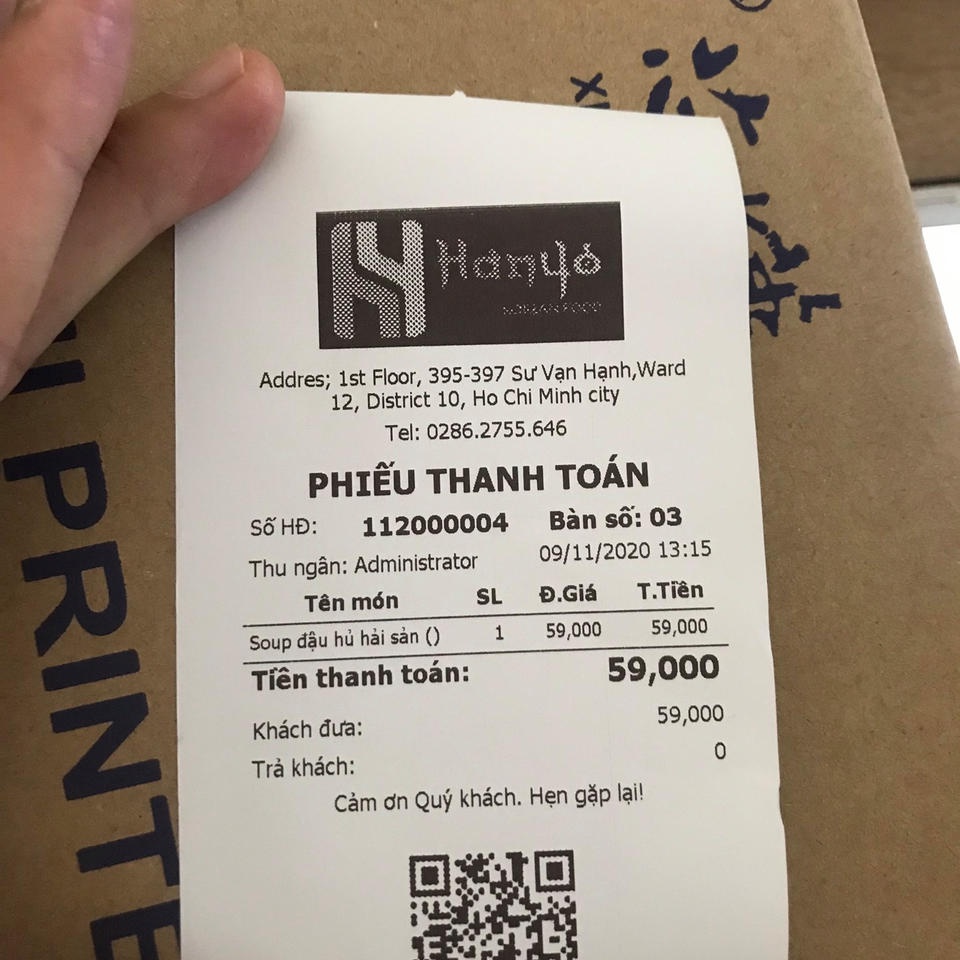 Hanyo
KOREAN FOOD
Addres; 1st Floor, 395-397 Sư Vạn Hạnh,Ward
12, District 10, Ho Chi Minh city
Tel: 0286.2755.646
PHIẾU THANH TOÁN
Số HĐ: 112000004 Bàn số: 03
Thu ngân: Administrator 09/11/2020 13:15
Tên món SL Đ.Giá T.Tiền
Soup đậu hủ hải sản () 1 59,000 59,000
Tiền thanh toán: 59,000
Khách đưa: 59,000
Trả khách: 0
Cảm ơn Quý khách. Hẹn gặp lại!
PRINTE